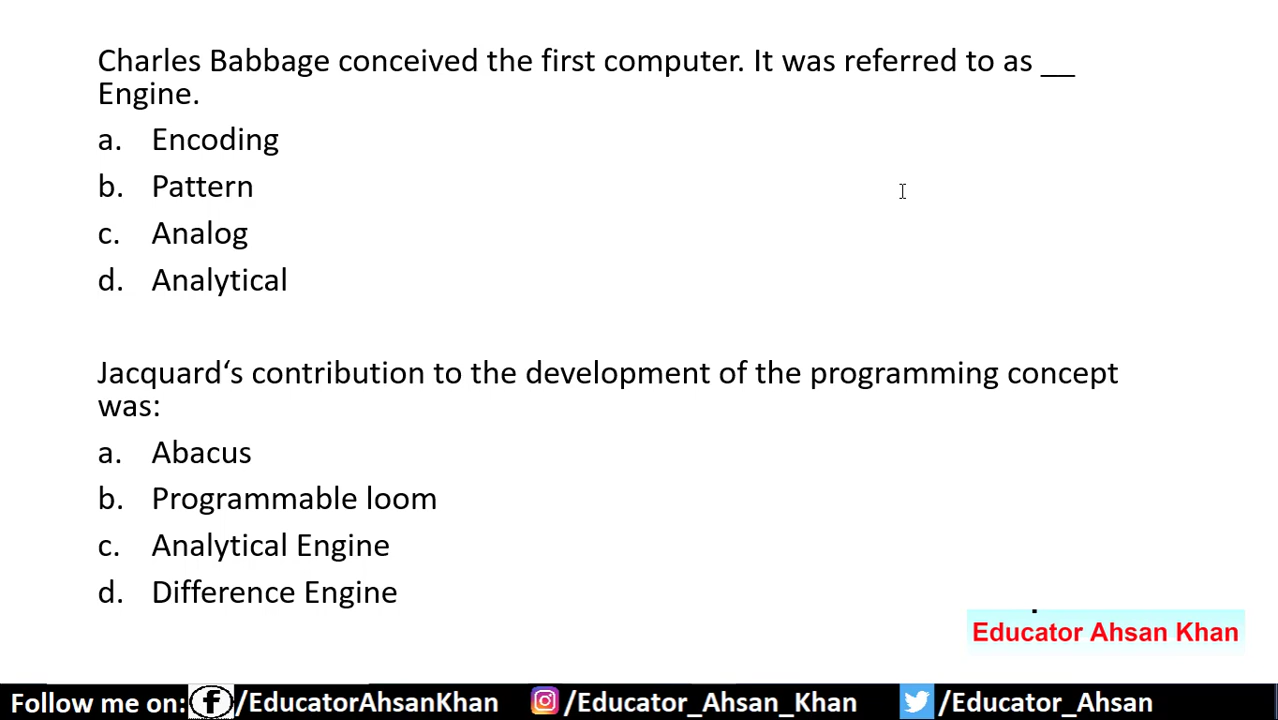 Charles Babbage conceived the first computer. It was referred to as __
Engine.
a. Encoding
b. Pattern
c. Analog
d. Analytical
Jacquard‘s contribution to the development of the programming concept
was:
a. Abacus
b. Programmable loom
c. Analytical Engine
d. Difference Engine
Educator Ahsan Khan
Follow me on: /EducatorAhsanKhan /Educator_Ahsan_Khan /Educator_Ahsan